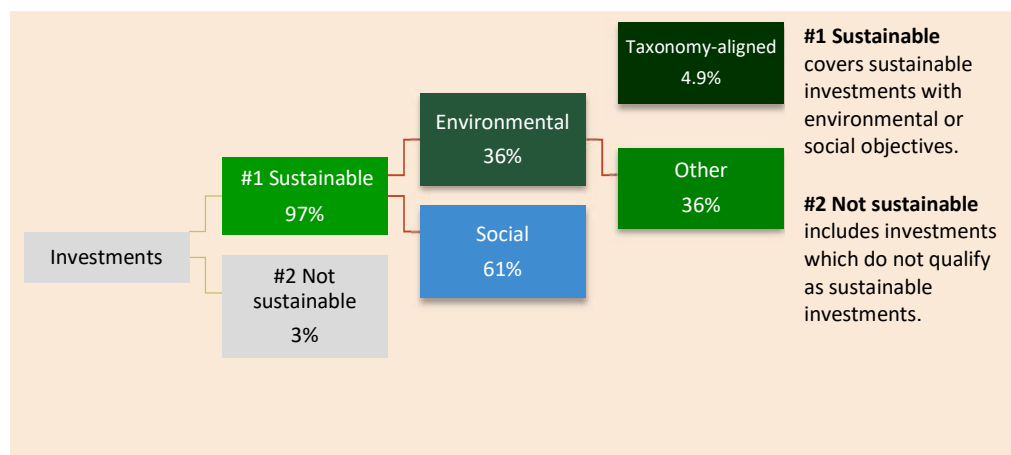 Investments
#1 Sustainable
97%
#2 Not
sustainable
3%
Environmental
36%
Social
61%
Taxonomy-aligned
4.9%
Other
36%
#1 Sustainable
covers sustainable
investments with
environmental or
social objectives.
#2 Not sustainable
includes investments
which do not qualify
as sustainable
investments.